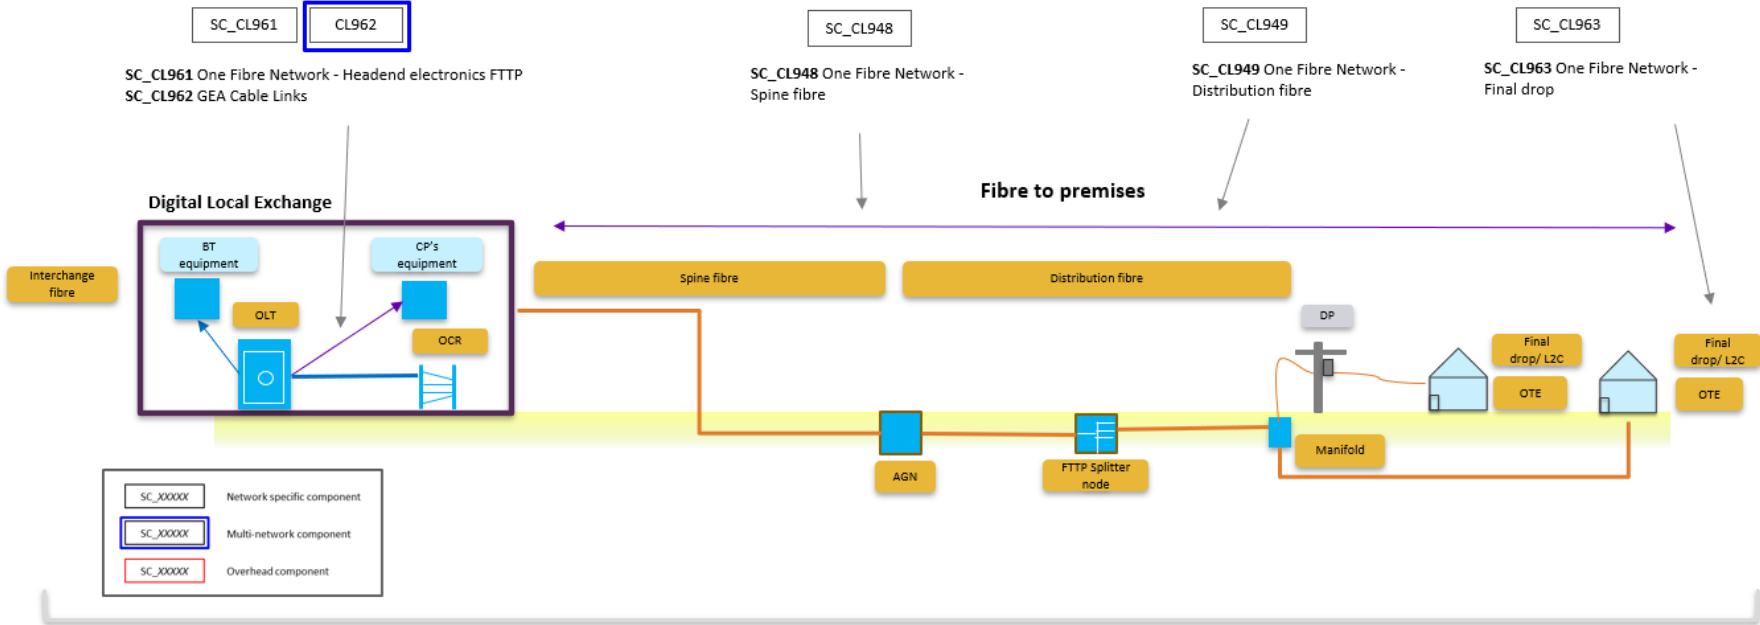 SC_CL961
CL962
SC_CL948
SC_CL949
SC_CL963
SC_CL961 One Fibre Network - Headend electronics FTTP
SC_CL962 GEA Cable Links
SC_CL948 One Fibre Network -
Spine fibre
SC_CL949 One Fibre Network -
Distribution fibre
SC_CL963 One Fibre Network -
Final drop
Digital Local Exchange
Fibre to premises
Interchange
fibre
BT
equipment
CP's
equipment
OLT
OCR
Spine fibre
Distribution fibre
DP
Final
drop/ L2C
OTE
Final
drop/ L2C
OTE
AGN
FTTP Splitter
node
Manifold
SC_XXXXX
Network specific component
SC_XXXXX
Multi-network component
SC_XXXXX
Overhead component